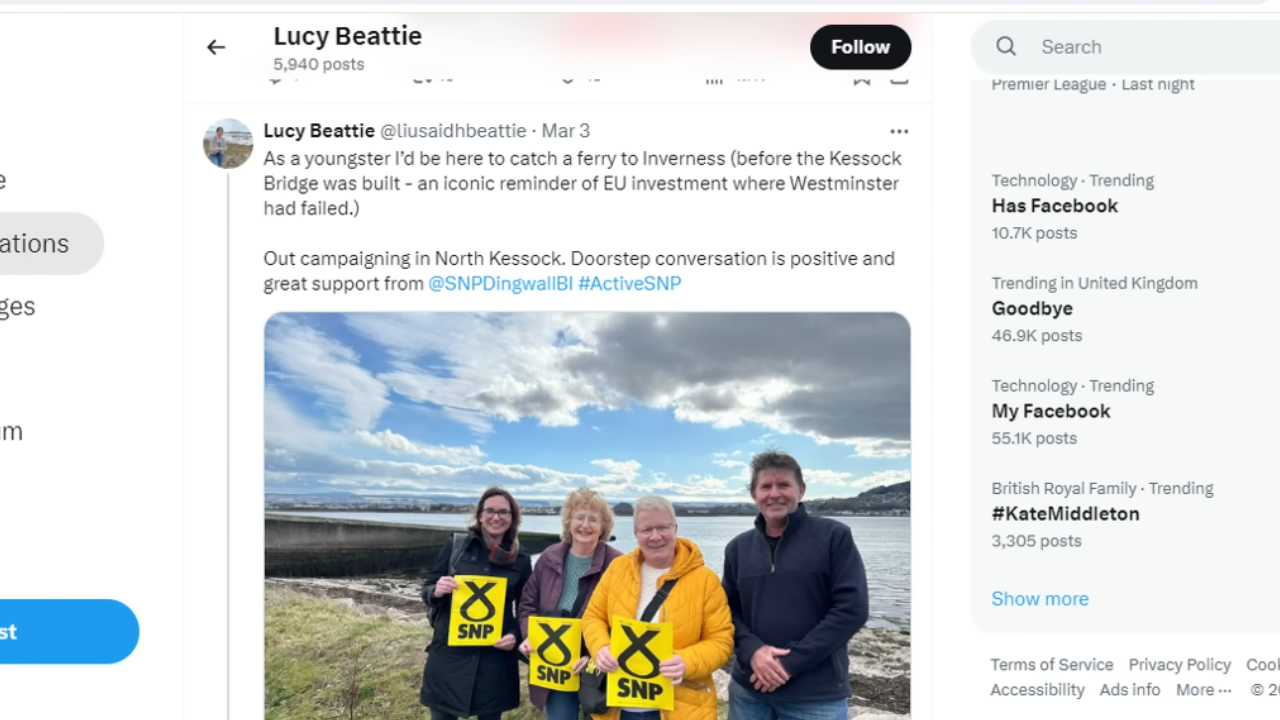 Lucy Beattie
5,940 posts
Follow
Search
Lucy Beattie @liusaidhbeattie · Mar 3
As a youngster I'd be here to catch a ferry to Inverness (before the Kessock
Bridge was built - an iconic reminder of EU investment where Westminster
had failed.)
Out campaigning in North Kessock. Doorstep conversation is positive and
great support from @SNPDingwallBI #ActiveSNP
SNP
SNP
SNP
ations
ges
st
Premier League · Last night
Technology · Trending
Has Facebook
10.7K posts
Trending in United Kingdom
Goodbye
46.9K posts
Technology · Trending
My Facebook
55.1K posts
British Royal Family · Trending
#KateMiddleton
3,305 posts
Show more
Terms of Service Privacy Policy
Accessibility Ads info More ···